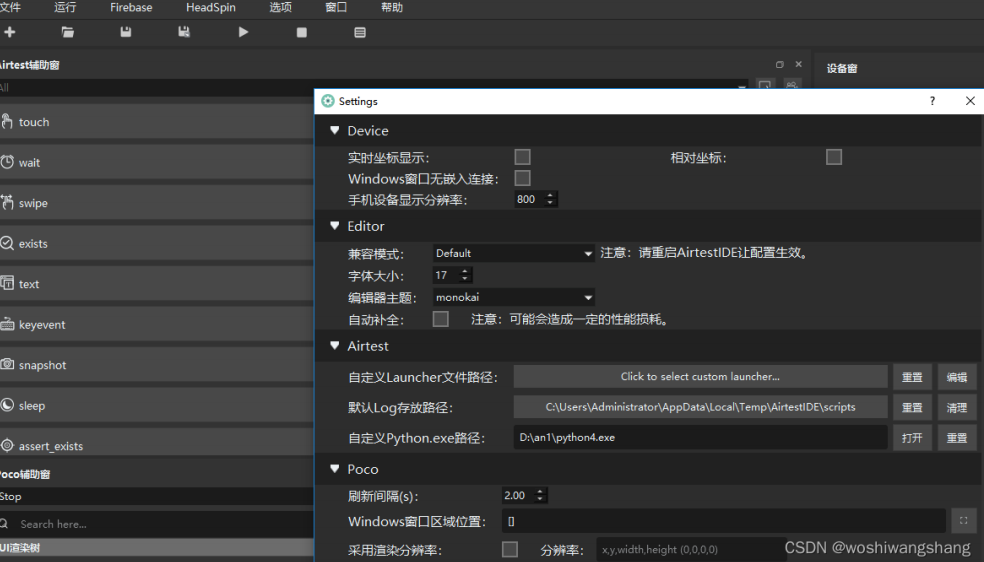 文件 运行 Firebase HeadSpin 选项 窗口 帮助
Airtest辅助窗
设备窗
All
Settings ?
touch
wait
swipe
exists
text
keyevent
snapshot
sleep
assert_exists
Poco辅助窗
Stop
Search here...
UI渲染树
Device
实时坐标显示: 相对坐标:
Windows窗口无嵌入连接:
手机设备显示分辨率: 800
Editor
兼容模式: Default 注意：请重启AirtestIDE让配置生效。
字体大小: 17
编辑器主题: monokai
自动补全: 注意：可能会造成一定的性能损耗。
Airtest
自定义Launcher文件路径: Click to select custom launcher... 重置 编辑
默认Log存放路径: C:\Users\Administrator\AppData\Local\Temp\AirtestIDE\scripts 重置 清理
自定义Python.exe路径: D:\an1\python4.exe 打开 重置
Poco
刷新间隔(s): 2.00
Windows窗口区域位置: []
采用渲染分辨率: 分辨率: x,y,width,height (0,0,0,0)
CSDN @woshiwangshang